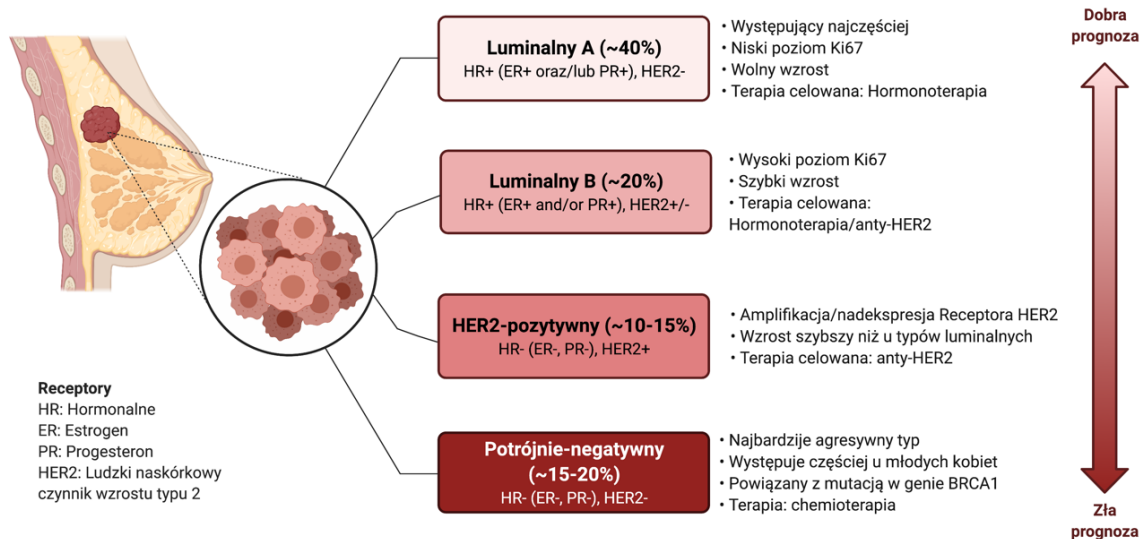 Luminalny A (~40%)
HR+ (ER+ oraz/lub PR+), HER2-
• Występujący najczęściej
• Niski poziom Ki67
• Wolny wzrost
• Terapia celowana: Hormonoterapia
Luminalny B (~20%)
HR+ (ER+ and/or PR+), HER2+/-
• Wysoki poziom Ki67
• Szybki wzrost
• Terapia celowana:
Hormonoterapia/anty-HER2
HER2-pozytywny (~10-15%)
HR- (ER-, PR-), HER2+
• Amplifikacja/nadekspresja Receptora HER2
• Wzrost szybszy niż u typów luminalnych
• Terapia celowana: anty-HER2
Potrójnie-negatywny
(~15-20%)
HR- (ER-, PR-), HER2-
• Najbardzije agresywny typ
• Występuje częściej u młodych kobiet
• Powiązany z mutacją w genie BRCA1
• Terapia: chemioterapia
Receptory
HR: Hormonalne
ER: Estrogen
PR: Progesteron
HER2: Ludzki naskórkowy
czynnik wzrostu typu 2
Dobra
prognoza
Zła
prognoza